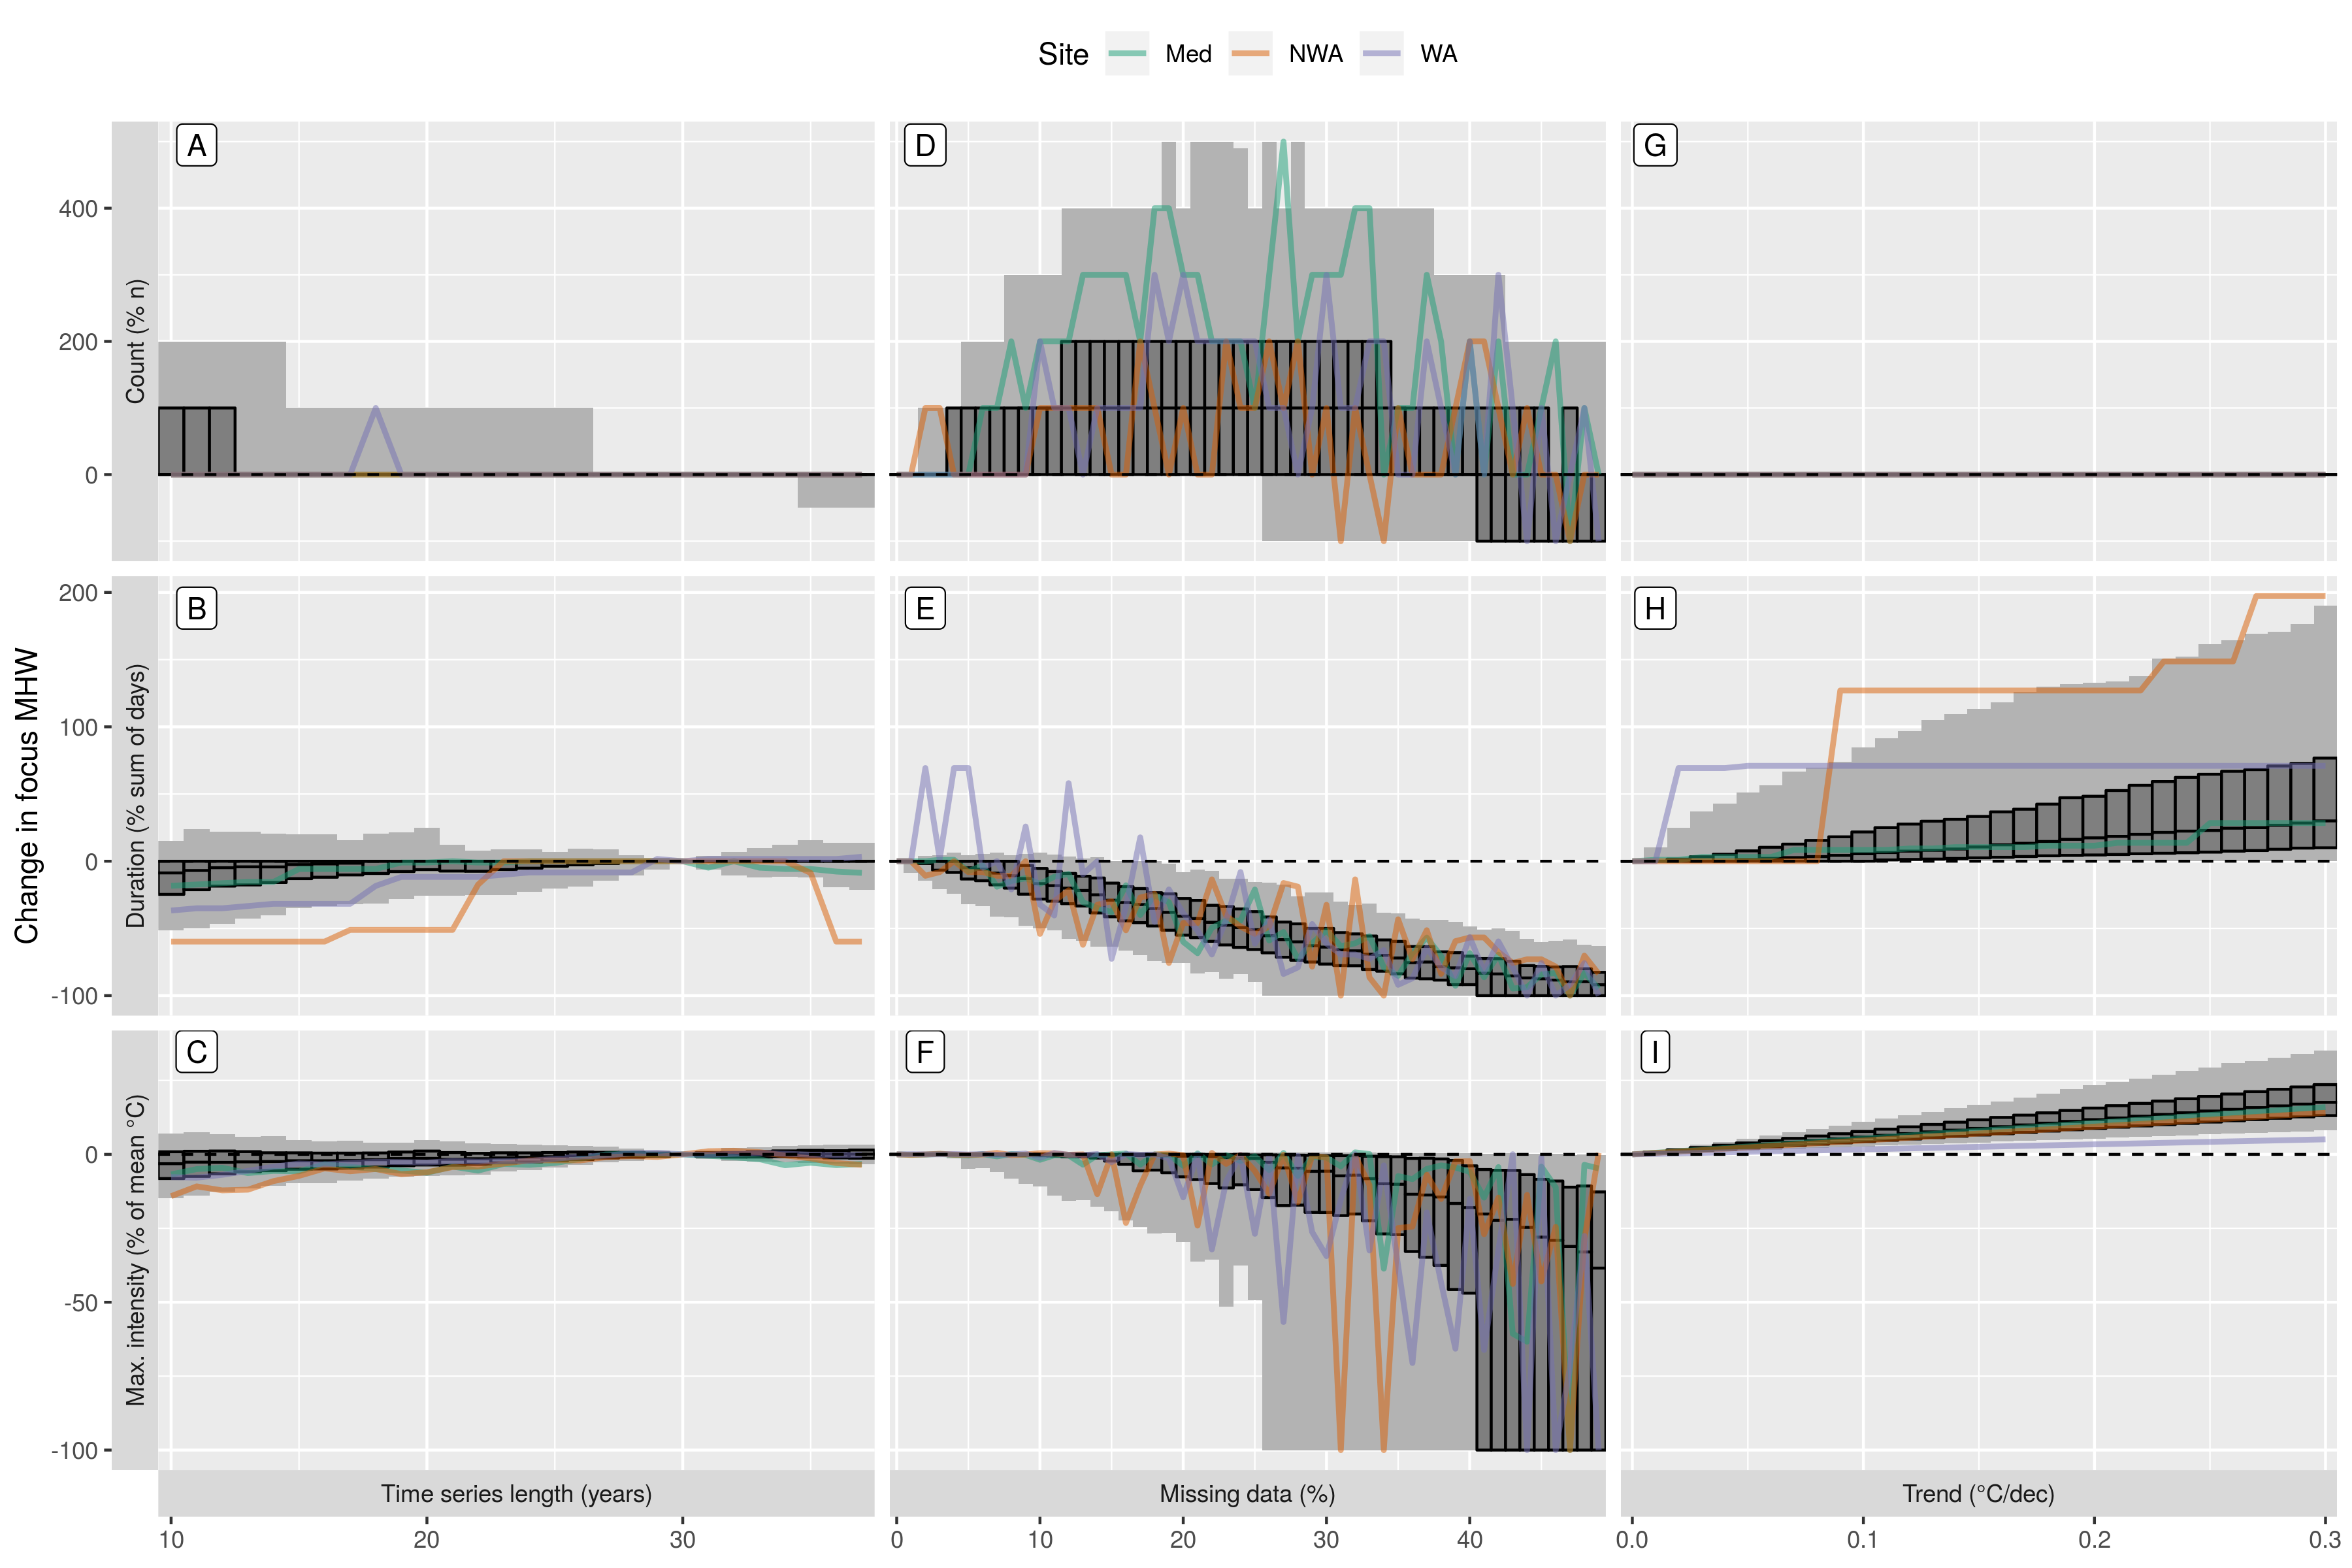 Site Med NWA WA
Change in focus MHW
Count (% n)
400
200
0
A
D
G
Duration (% sum of days)
200
100
0
-100
B
E
H
Max. intensity (% of mean °C)
0
-50
-100
C
F
I
Time series length (years)
Missing data (%)
Trend (°C/dec)
10 20 30
0 10 20 30 40
0.0 0.1 0.2 0.3